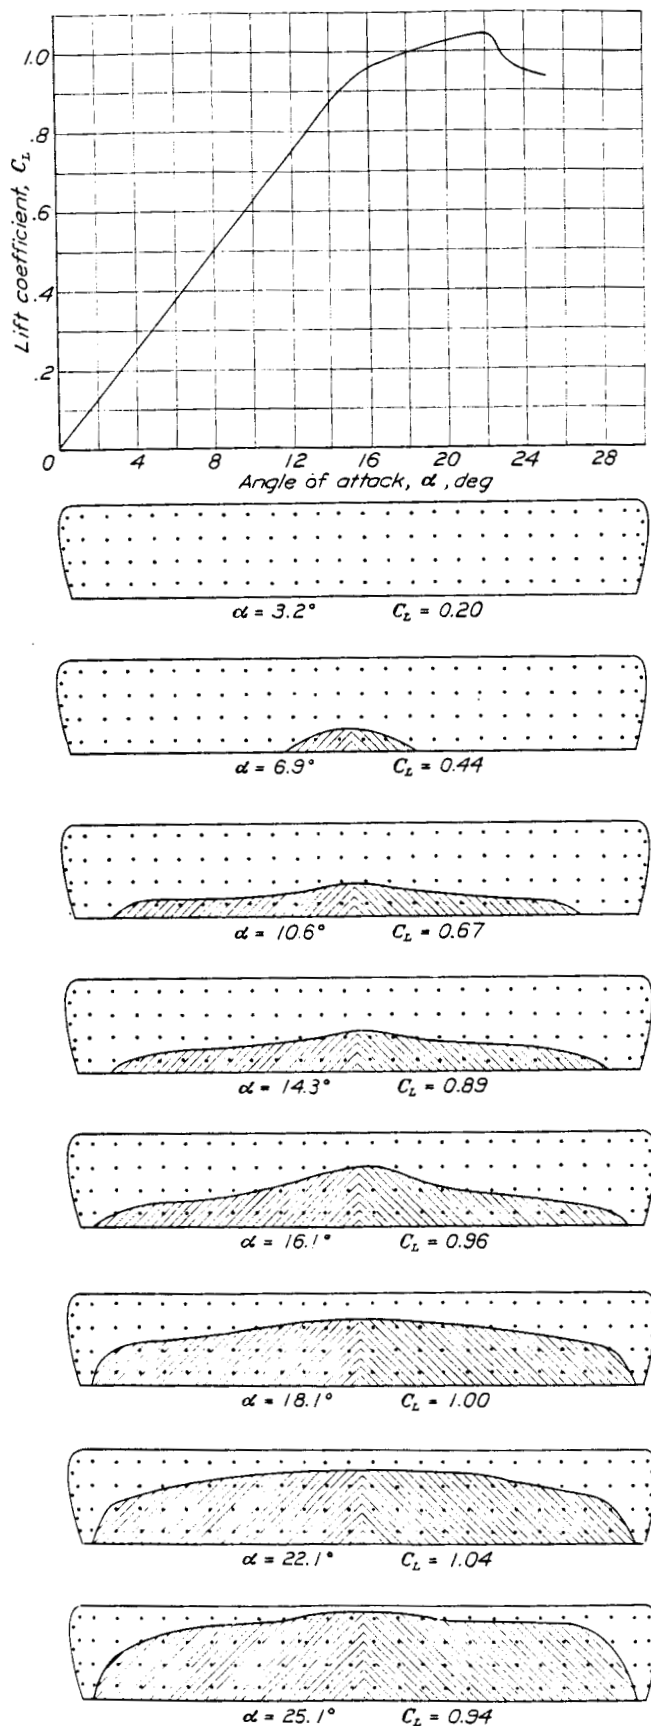 1.0
.8
.6
.4
.2
Lift coefficient, C_L
0 4 8 12 16 20 24 28
Angle of attack, α, deg
α = 3.2° C_L = 0.20
α = 6.9° C_L = 0.44
α = 10.6° C_L = 0.67
α = 14.3° C_L = 0.89
α = 16.1° C_L = 0.96
α = 18.1° C_L = 1.00
α = 22.1° C_L = 1.04
α = 25.1° C_L = 0.94